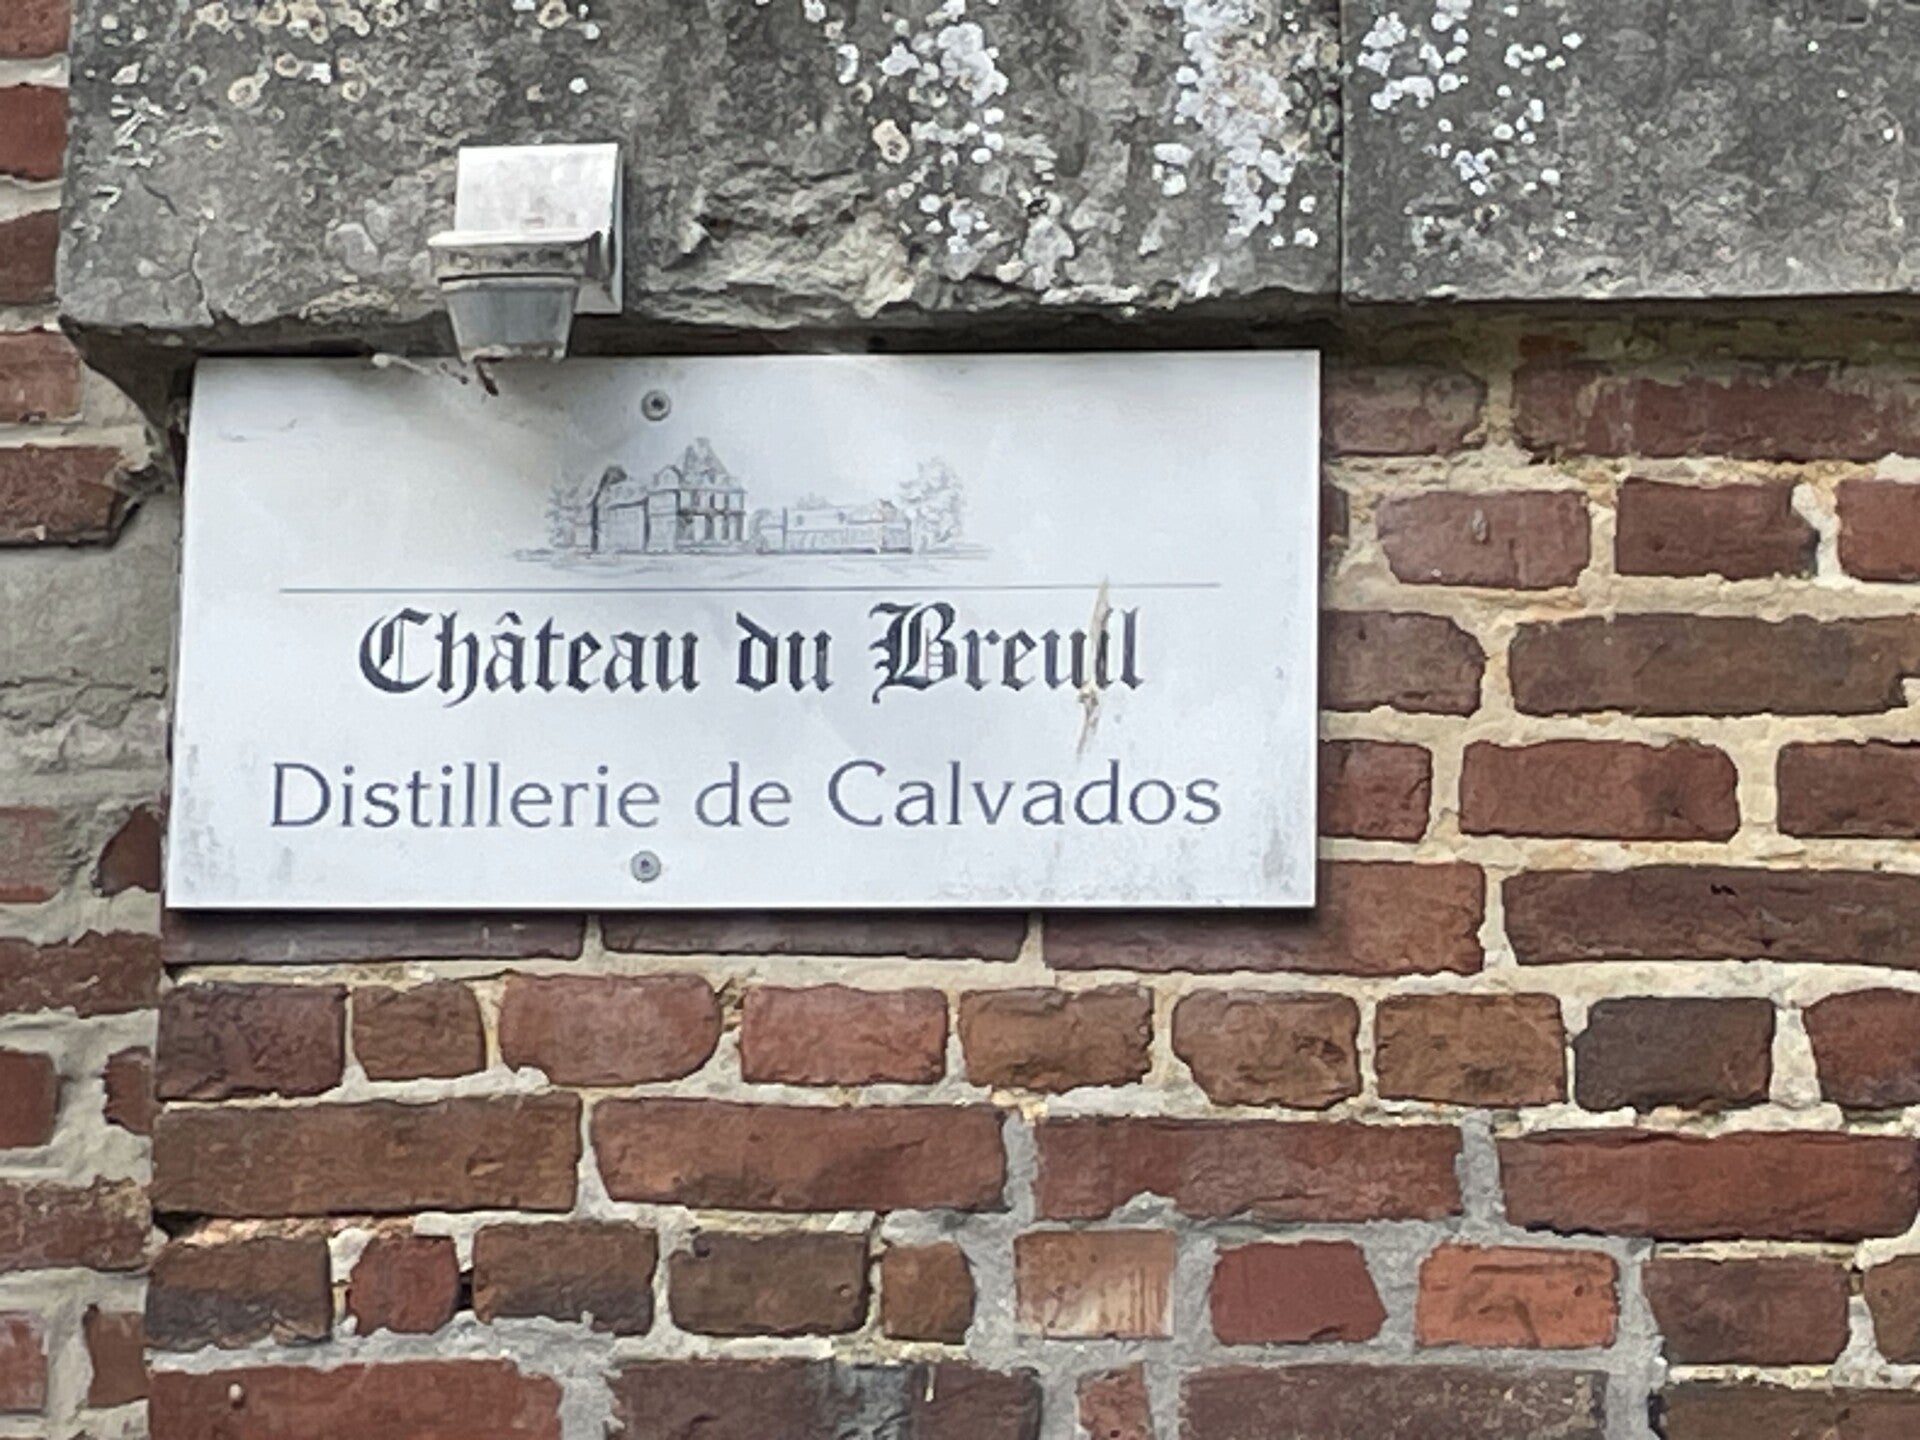 Château du Breuil
Distillerie de Calvados